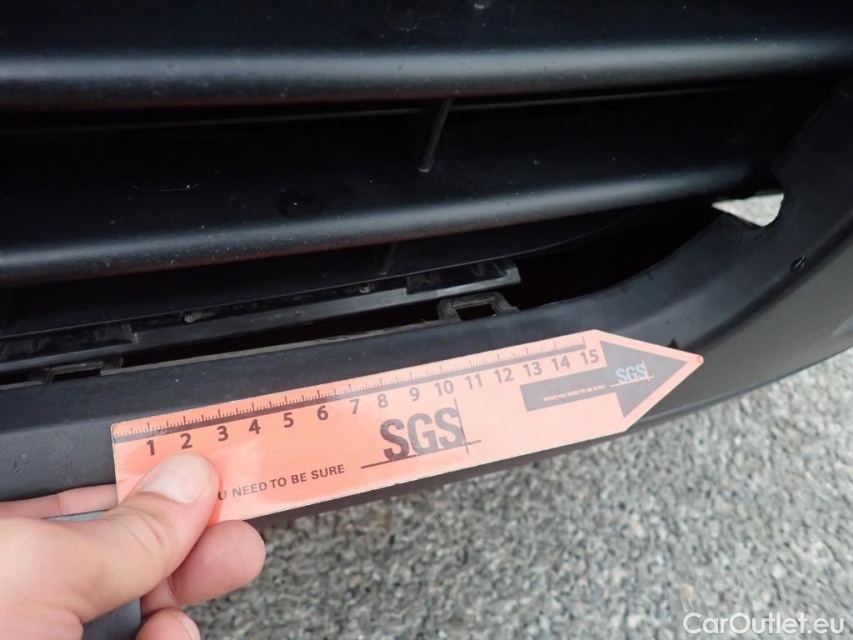 1 2 3 4 5 6 7 8 9 10 11 12 13 14 15
SGS
SGS
U NEED TO BE SURE
CarOutlet.eu